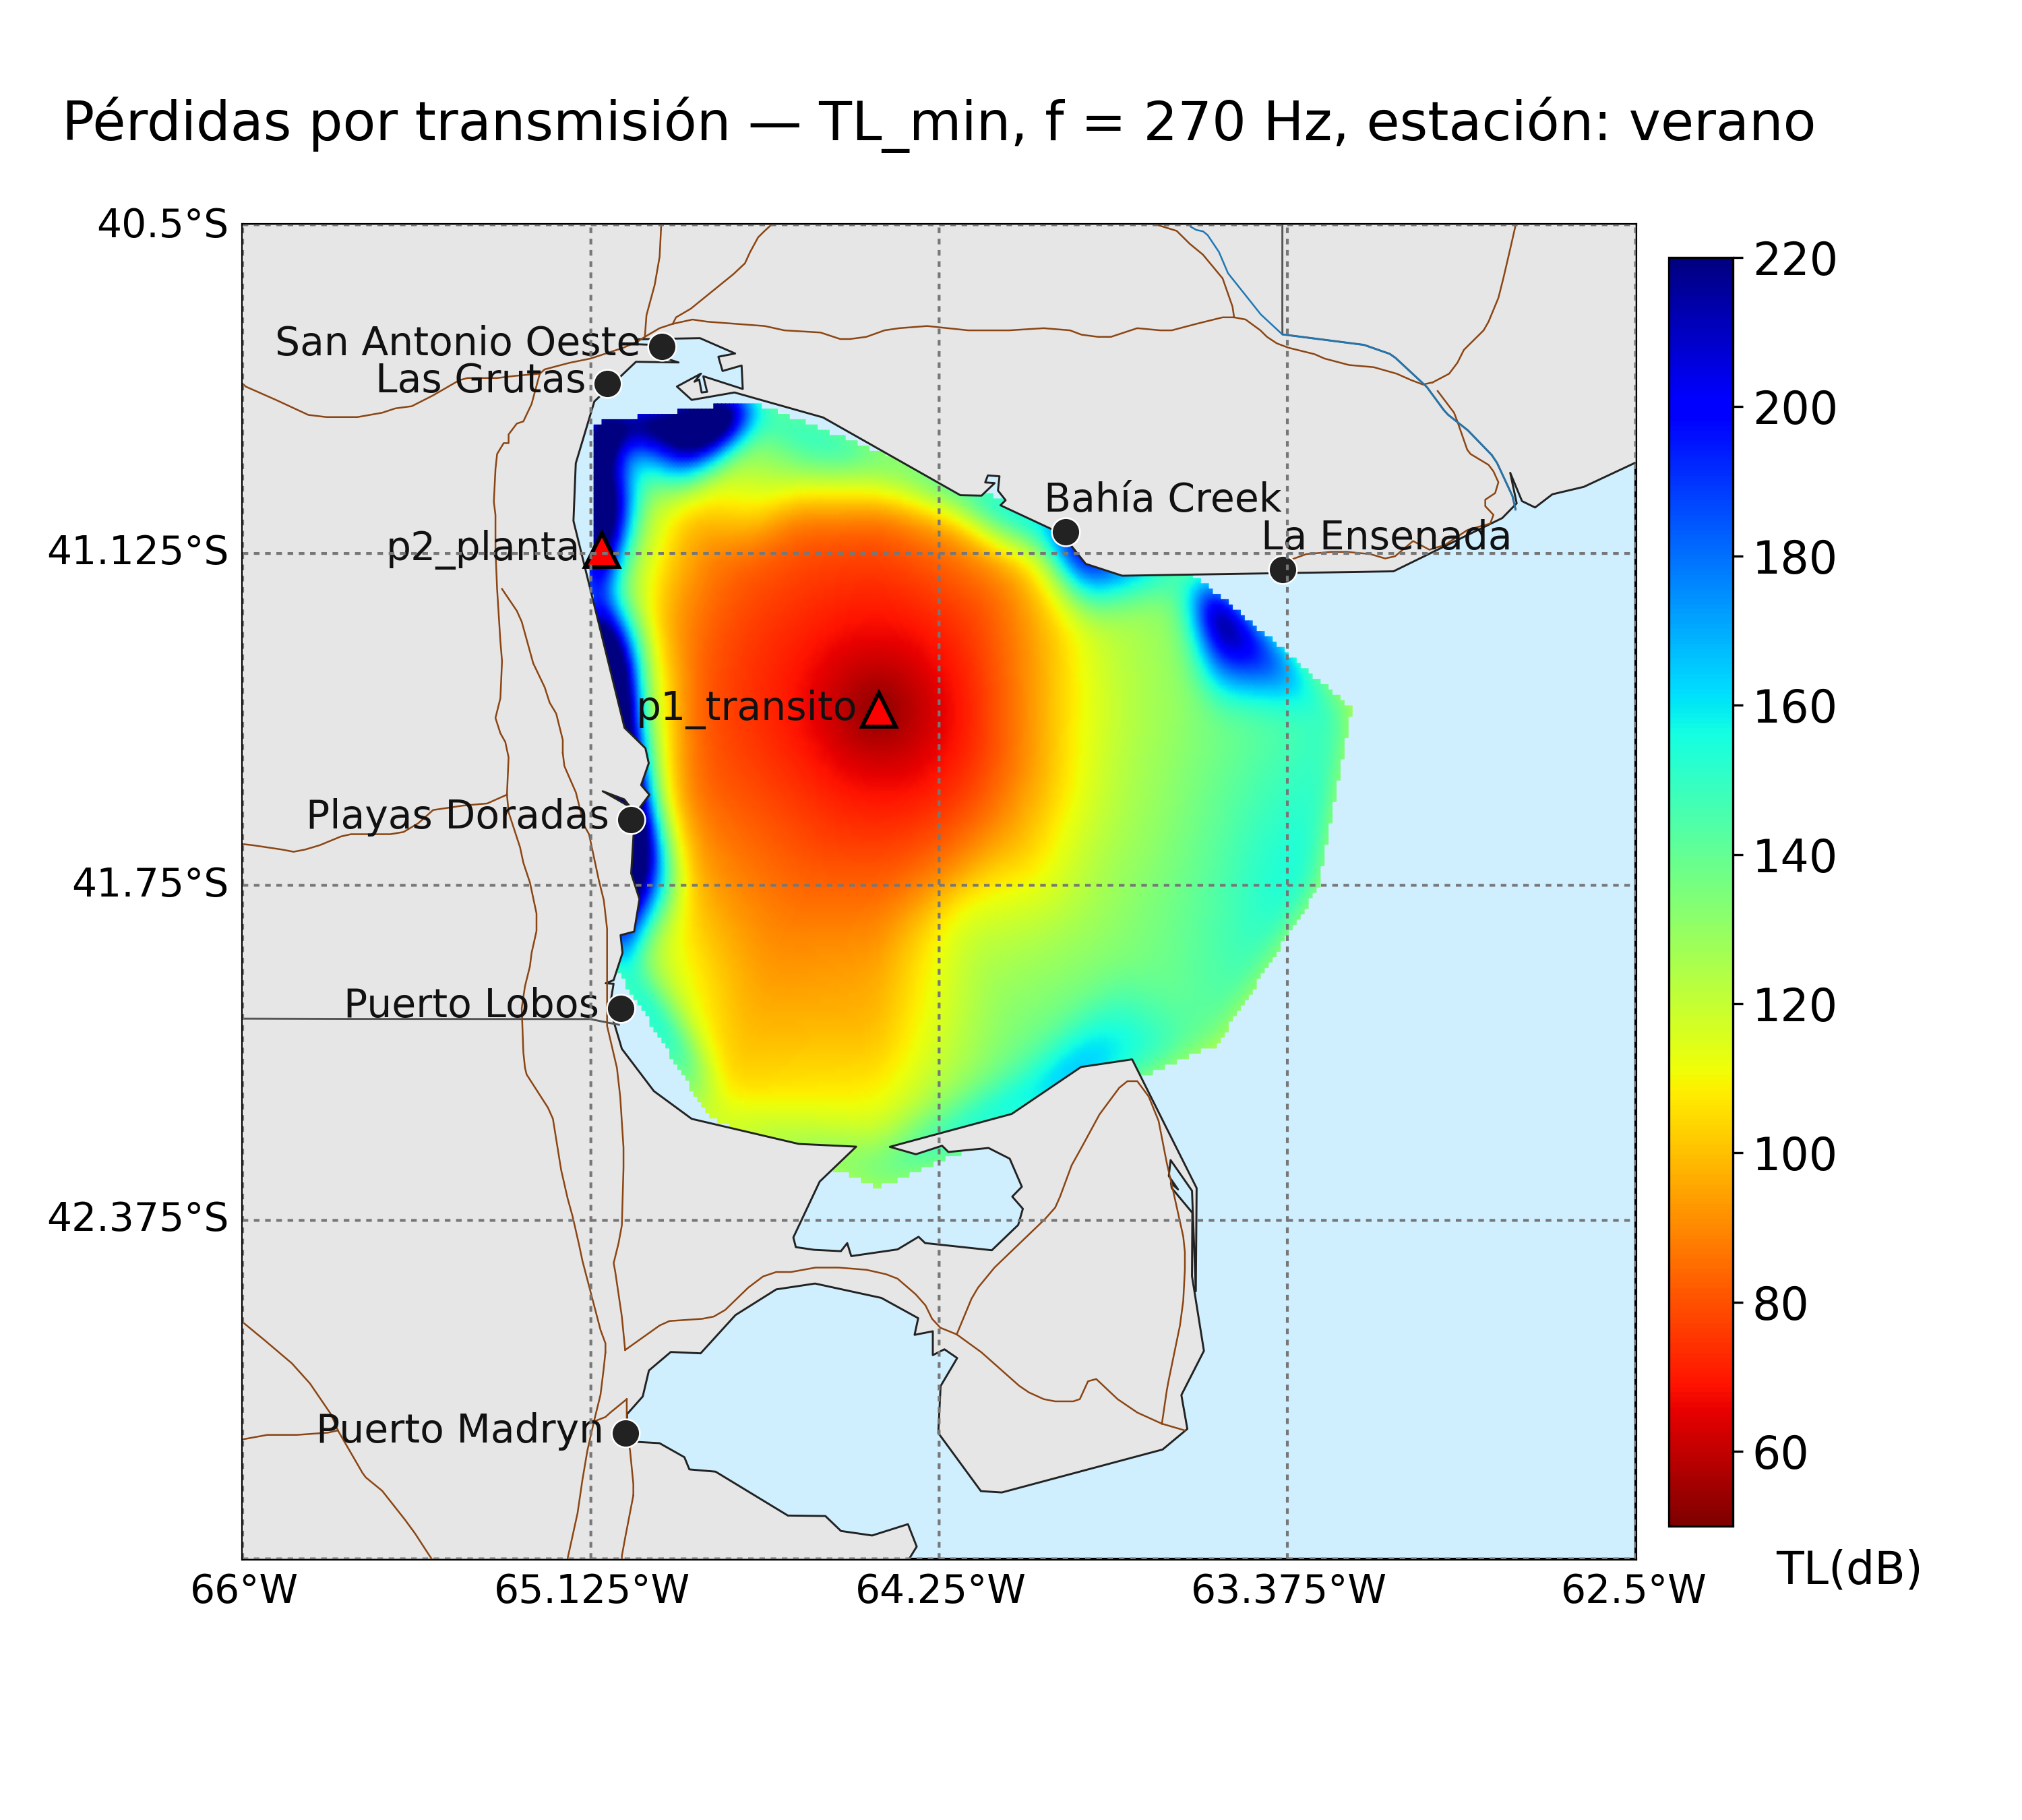 Pérdidas por transmisión — TL_min, f = 270 Hz, estación: verano
40.5°S
41.125°S
41.75°S
42.375°S
San Antonio Oeste
Las Grutas
Bahía Creek
La Ensenada
p2_planta
p1_transito
Playas Doradas
Puerto Lobos
Puerto Madryn
66°W
65.125°W
64.25°W
63.375°W
62.5°W
220
200
180
160
140
120
100
80
60
TL(dB)